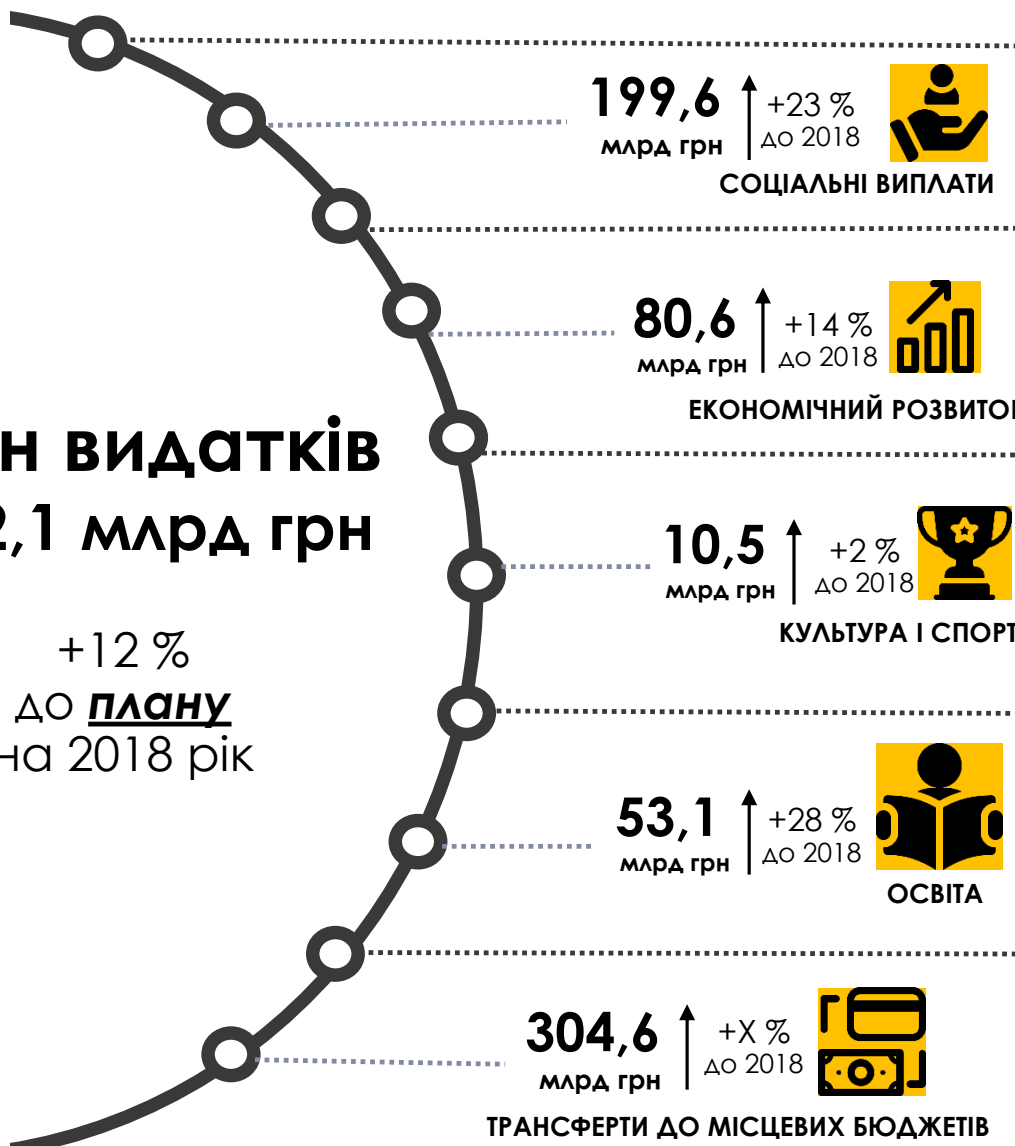 199,6
млрд грн
+23 %
до 2018
СОЦІАЛЬНІ ВИПЛАТИ
80,6
млрд грн
+14 %
до 2018
ЕКОНОМІЧНИЙ РОЗВИТО
н видатків
2,1 млрд грн
+12 %
до плану
на 2018 рік
10,5
млрд грн
+2 %
до 2018
КУЛЬТУРА І СПОРТ
53,1
млрд грн
+28 %
до 2018
ОСВІТА
304,6
млрд грн
+X %
до 2018
ТРАНСФЕРТИ ДО МІСЦЕВИХ БЮДЖЕТІВ